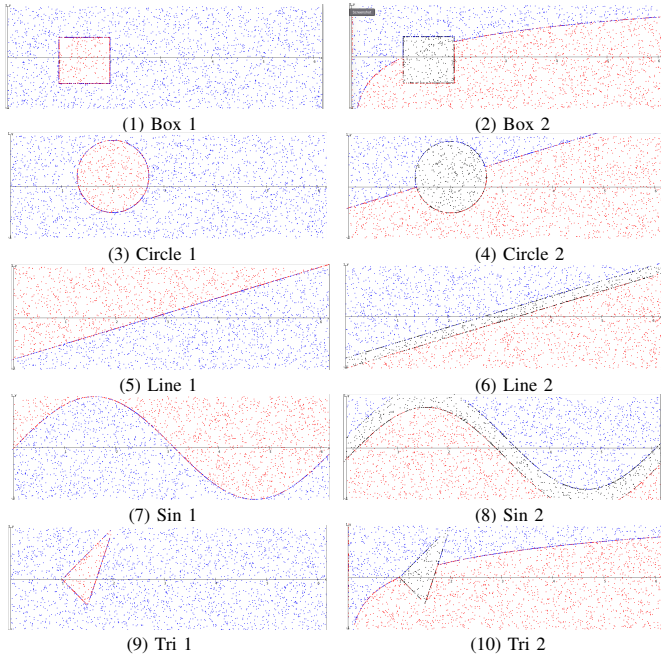 (1) Box 1
(2) Box 2
(3) Circle 1
(4) Circle 2
(5) Line 1
(6) Line 2
(7) Sin 1
(8) Sin 2
(9) Tri 1
(10) Tri 2